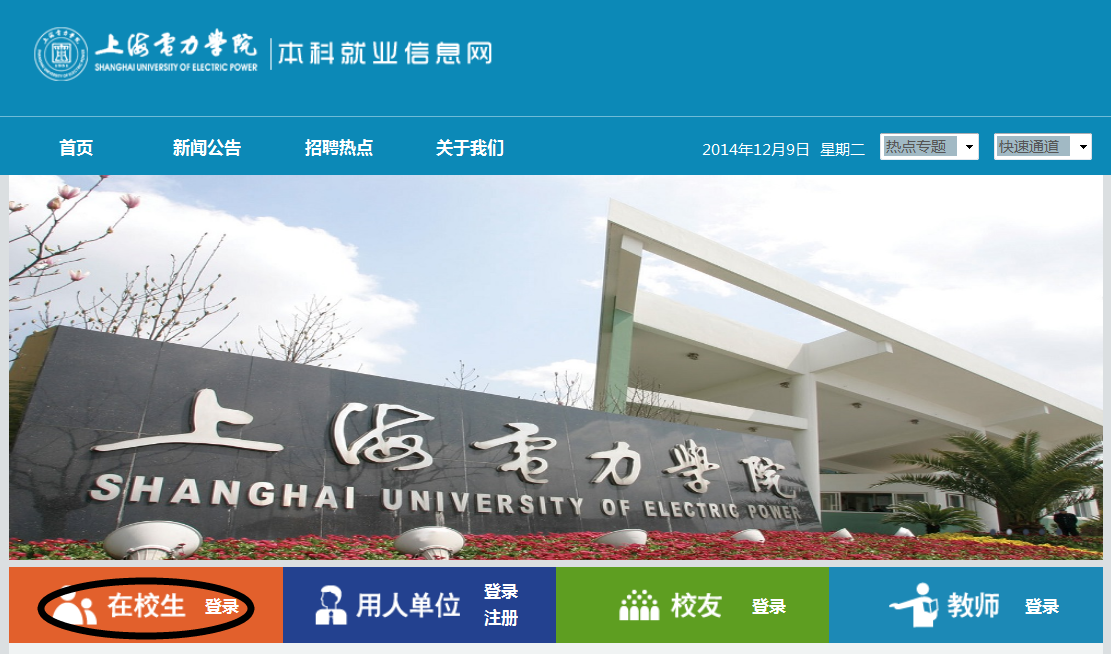 上海電力學院
SHANGHAI UNIVERSITY OF ELECTRIC POWER
本科就业信息网
首页 新闻公告 招聘热点 关于我们 2014年12月9日 星期二 热点专题 快速通道
上海電力學院
SHANGHAI UNIVERSITY OF ELECTRIC POWER
在校生 登录
用人单位 登录
注册
校友 登录
教师 登录